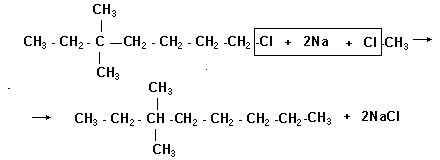 CH3
CH3 - CH2 - C - CH2 - CH2 - CH2 - CH2 - Cl + 2Na + Cl - CH3 →
CH3
→ CH3
CH3 - CH2 - CH - CH2 - CH2 - CH2 - CH2 - CH3 + 2NaCl
CH3